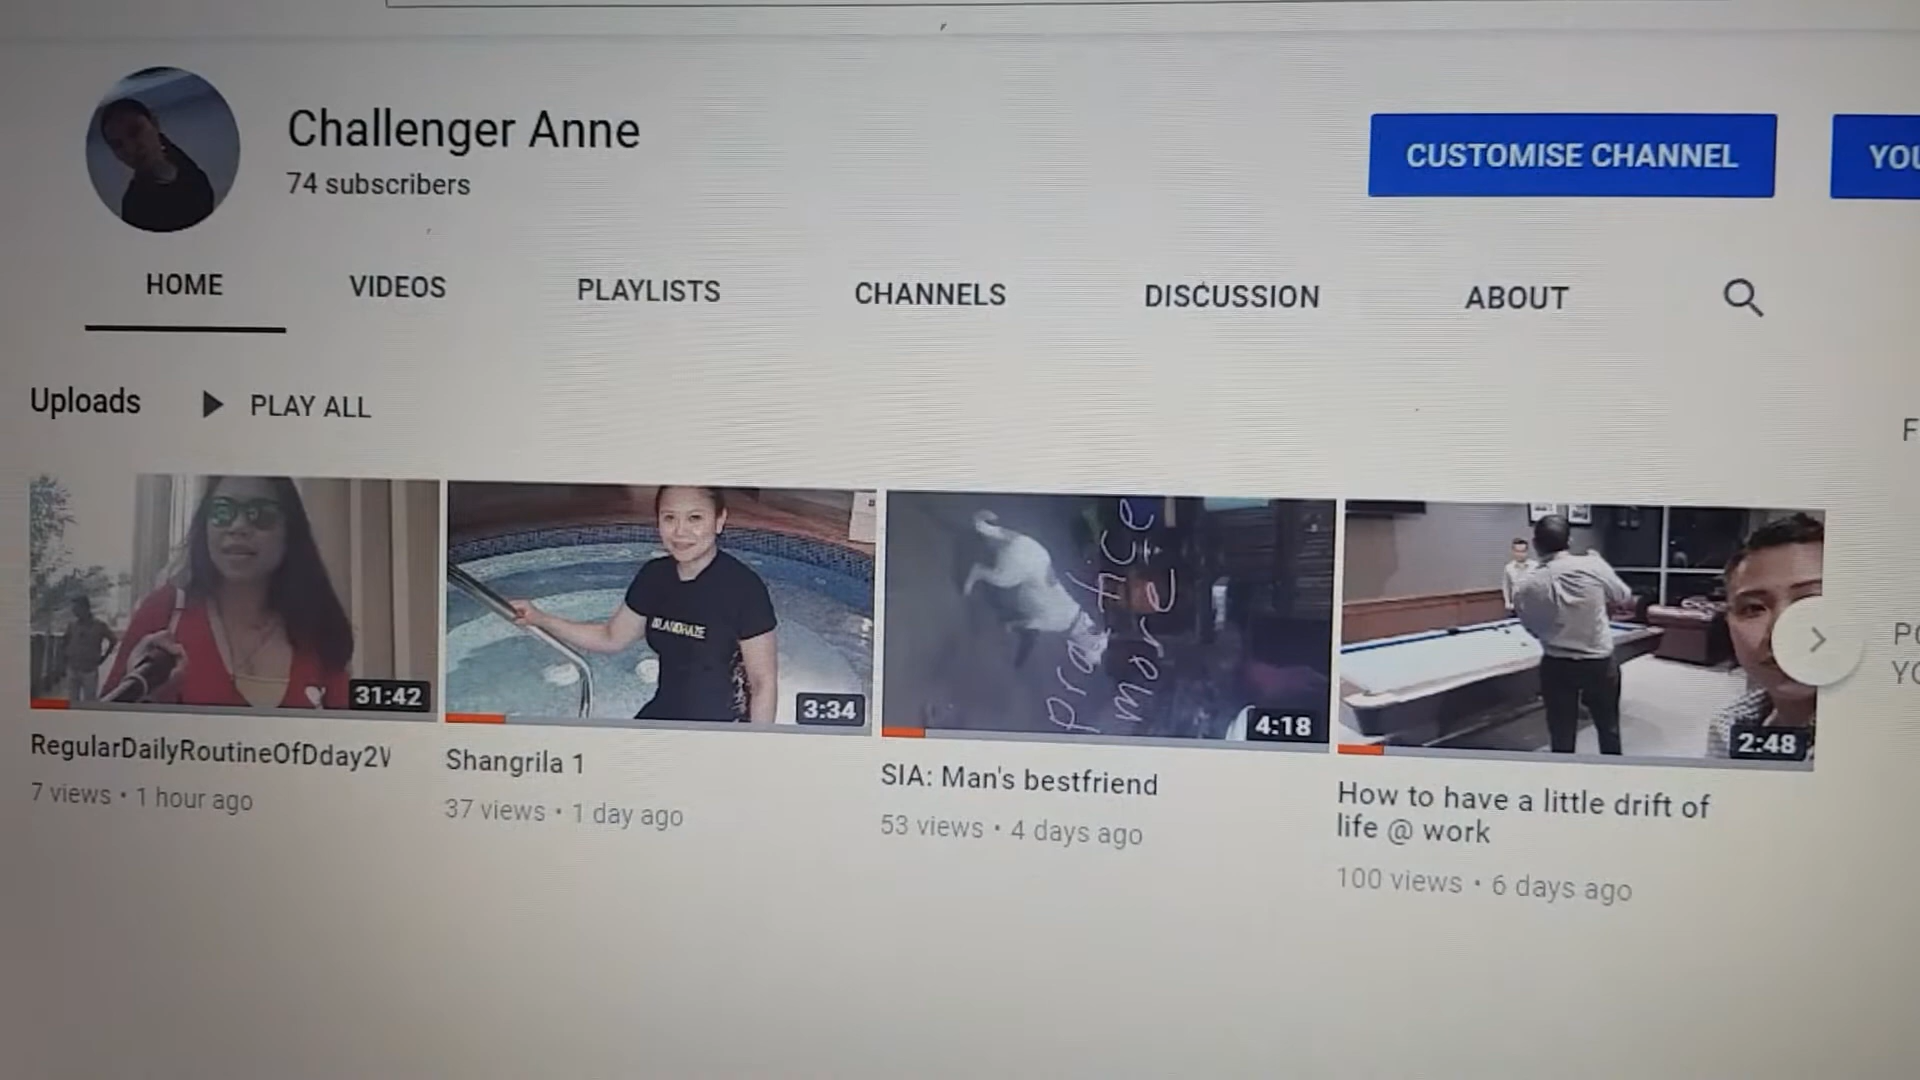 Challenger Anne
74 subscribers
CUSTOMISE CHANNEL
YOU
HOME
VIDEOS
PLAYLISTS
CHANNELS
DISCUSSION
ABOUT
Uploads
PLAY ALL
practice
more
31:42
3:34
4:18
2:48
RegularDailyRoutineOfDday2V
7 views • 1 hour ago
Shangrila 1
37 views • 1 day ago
SIA: Man's bestfriend
53 views • 4 days ago
How to have a little drift of
life @ work
100 views • 6 days ago